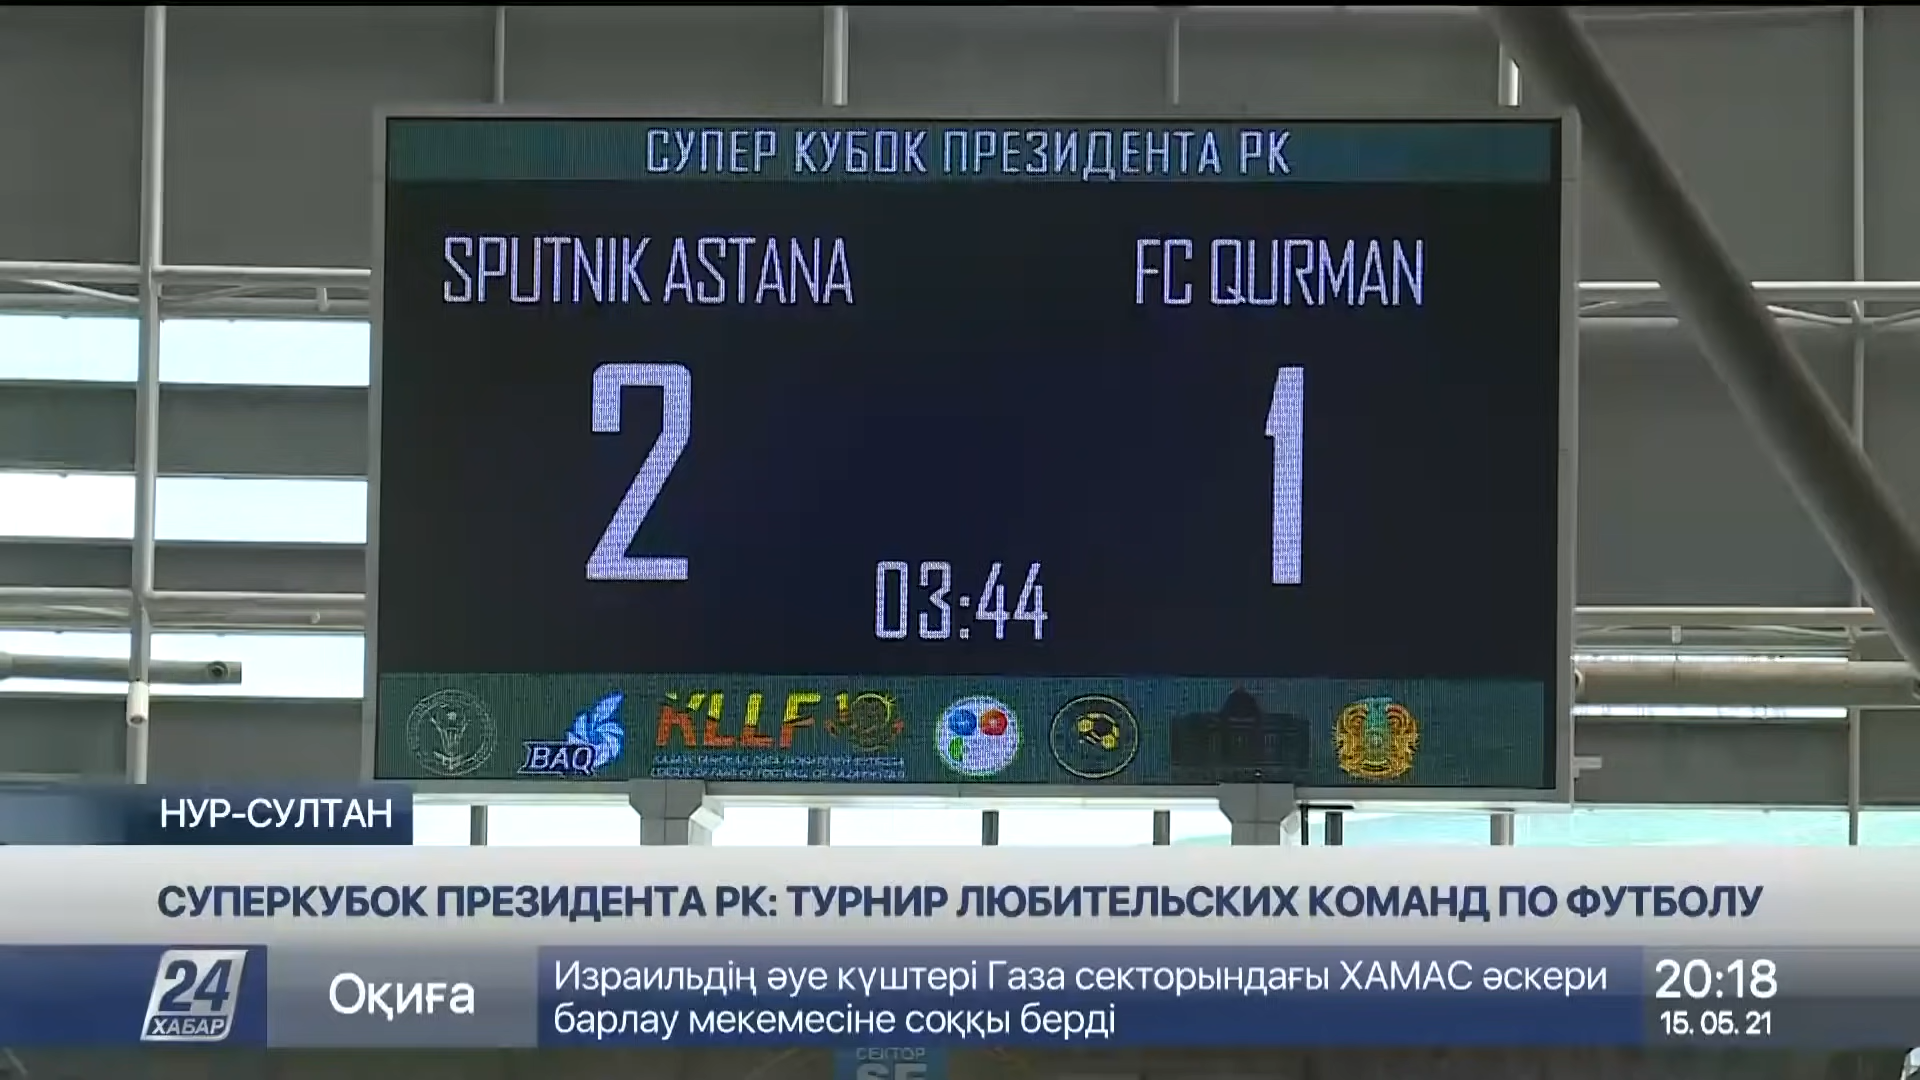 СУПЕР КУБОК ПРЕЗИДЕНТА РК
SPUTNIK ASTANA
FC QURMAN
2
1
03:44
BAQ
KLLF
НУР-СУЛТАН
СУПЕРКУБОК ПРЕЗИДЕНТА РК: ТУРНИР ЛЮБИТЕЛЬСКИХ КОМАНД ПО ФУТБОЛУ
24
ХАБАР
Оқиға
Израильдің әуе күштері Газа секторындағы ХАМАС әскери
барлау мекемесіне соққы берді
20:18
15.05.21
СЕКТОР